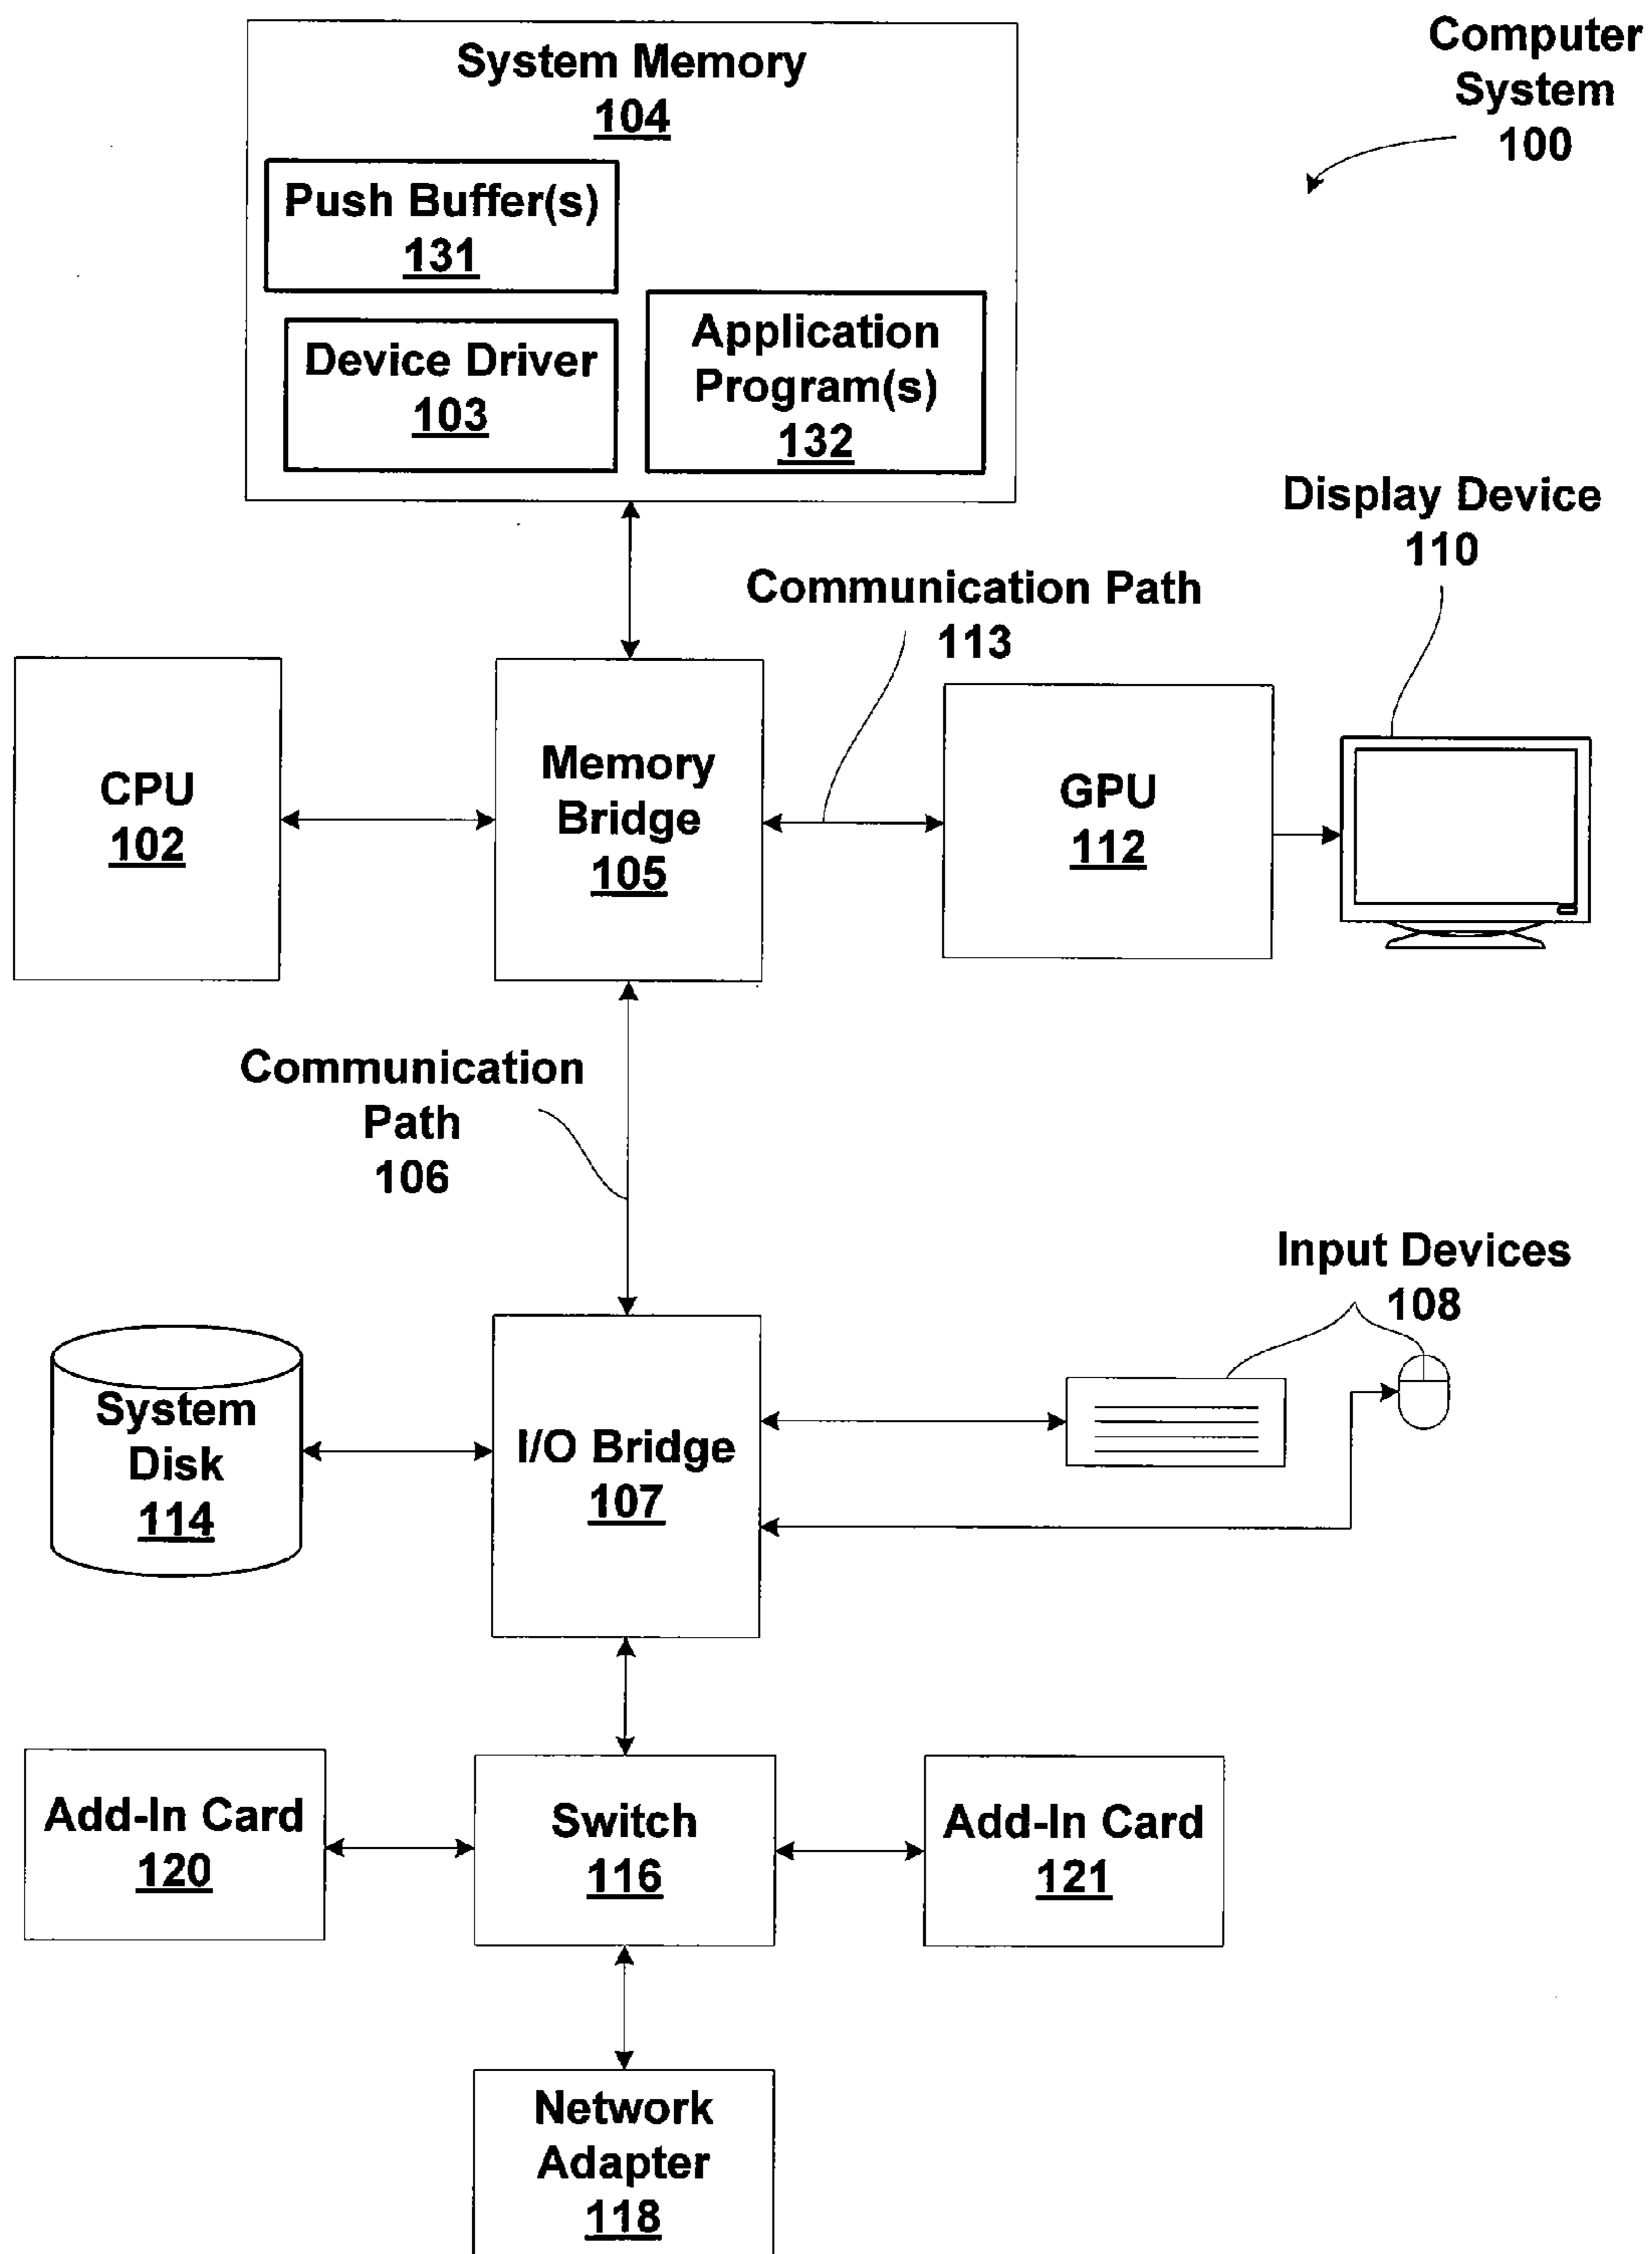 Computer
System
100
System Memory
104
Push Buffer(s)
131
Device Driver
103
Application
Program(s)
132
Display Device
110
Communication Path
113
CPU
102
Memory
Bridge
105
GPU
112
Communication
Path
106
Input Devices
108
System
Disk
114
I/O Bridge
107
Add-In Card
120
Switch
116
Add-In Card
121
Network
Adapter
118